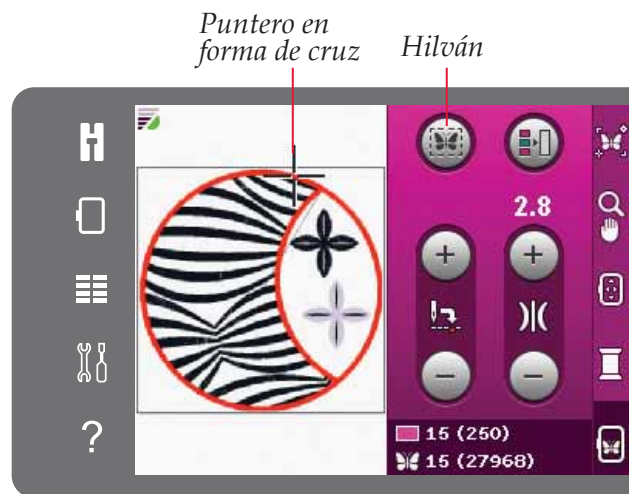 Puntero en
forma de cruz
Hilván
2.8
+ +
- -
?
15 (250)
15 (27968)